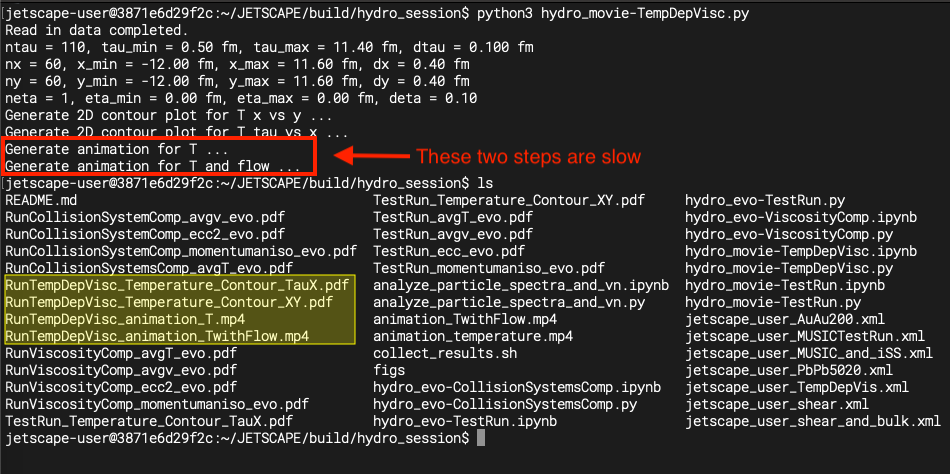 [jetscape-user@3871e6d29f2c:~/JETSCAPE/build/hydro_session$ python3 hydro_movie-TempDepVisc.py
Read in data completed.
ntau = 110, tau_min = 0.50 fm, tau_max = 11.40 fm, dtau = 0.100 fm
nx = 60, x_min = -12.00 fm, x_max = 11.60 fm, dx = 0.40 fm
ny = 60, y_min = -12.00 fm, y_max = 11.60 fm, dy = 0.40 fm
neta = 1, eta_min = 0.00 fm, eta_max = 0.00 fm, deta = 0.10
Generate 2D contour plot for T x vs y ...
Generate 2D contour plot for T tau vs x ...
Generate animation for T ...
Generate animation for T and flow ...
These two steps are slow
[jetscape-user@3871e6d29f2c:~/JETSCAPE/build/hydro_session$ ls
README.md TestRun_Temperature_Contour_XY.pdf hydro_evo-TestRun.py
RunCollisionSystemComp_avgv_evo.pdf TestRun_avgT_evo.pdf hydro_evo-ViscosityComp.ipynb
RunCollisionSystemComp_ecc2_evo.pdf TestRun_avgv_evo.pdf hydro_evo-ViscosityComp.py
RunCollisionSystemComp_momentumaniso_evo.pdf TestRun_ecc_evo.pdf hydro_movie-TempDepVisc.ipynb
RunCollisionSystemsComp_avgT_evo.pdf TestRun_momentumaniso_evo.pdf hydro_movie-TempDepVisc.py
RunTempDepVisc_Temperature_Contour_TauX.pdf analyze_particle_spectra_and_vn.ipynb hydro_movie-TestRun.ipynb
RunTempDepVisc_Temperature_Contour_XY.pdf analyze_particle_spectra_and_vn.py hydro_movie-TestRun.py
RunTempDepVisc_animation_T.mp4 animation_TwithFlow.mp4 jetscape_user_AuAu200.xml
RunTempDepVisc_animation_TwithFlow.mp4 animation_temperature.mp4 jetscape_user_MUSICTestRun.xml
RunViscosityComp_avgT_evo.pdf collect_results.sh jetscape_user_MUSIC_and_iSS.xml
RunViscosityComp_avgv_evo.pdf figs jetscape_user_PbPb5020.xml
RunViscosityComp_ecc2_evo.pdf hydro_evo-CollisionSystemsComp.ipynb jetscape_user_TempDepVis.xml
RunViscosityComp_momentumaniso_evo.pdf hydro_evo-CollisionSystemsComp.py jetscape_user_shear.xml
TestRun_Temperature_Contour_TauX.pdf hydro_evo-TestRun.ipynb jetscape_user_shear_and_bulk.xml
jetscape-user@3871e6d29f2c:~/JETSCAPE/build/hydro_session$